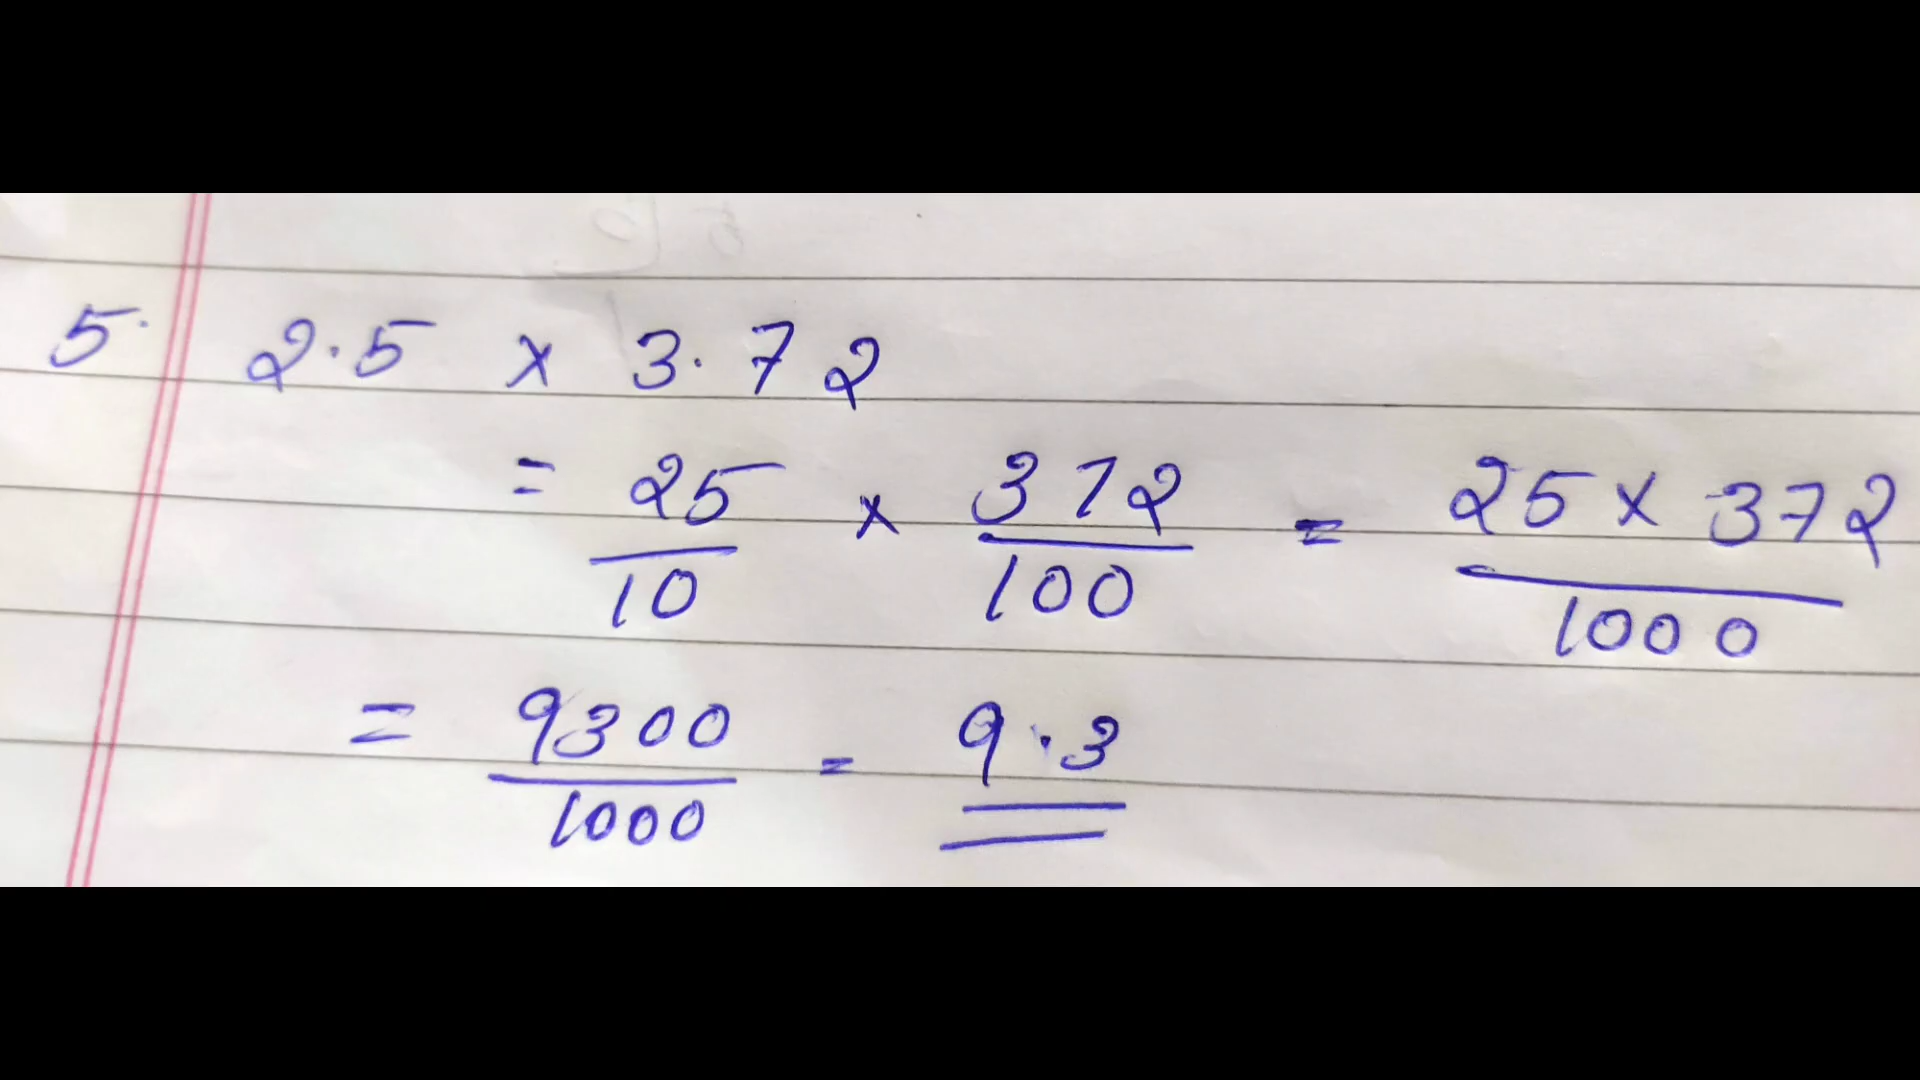 5. 2.5 × 3.72
= 25/10 × 372/100 = 25 × 372/1000
= 9300/1000 = 9.3